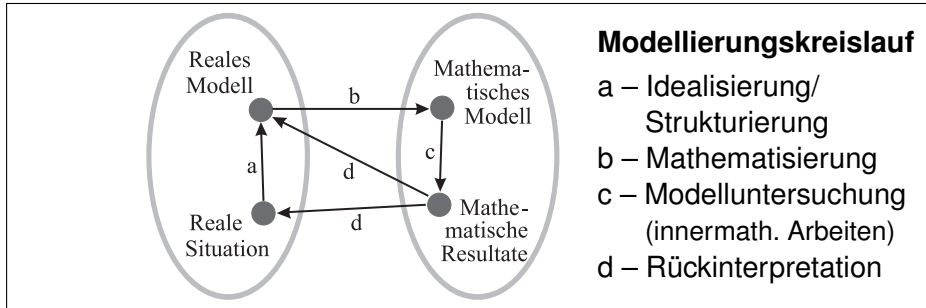 Reales
Modell
Mathema-
tisches
Modell
b
a
c
d
d
Reale
Situation
Mathe-
matische
Resultate
Modellierungskreislauf
a – Idealisierung/
Strukturierung
b – Mathematisierung
c – Modelluntersuchung
(innermath. Arbeiten)
d – Rückinterpretation